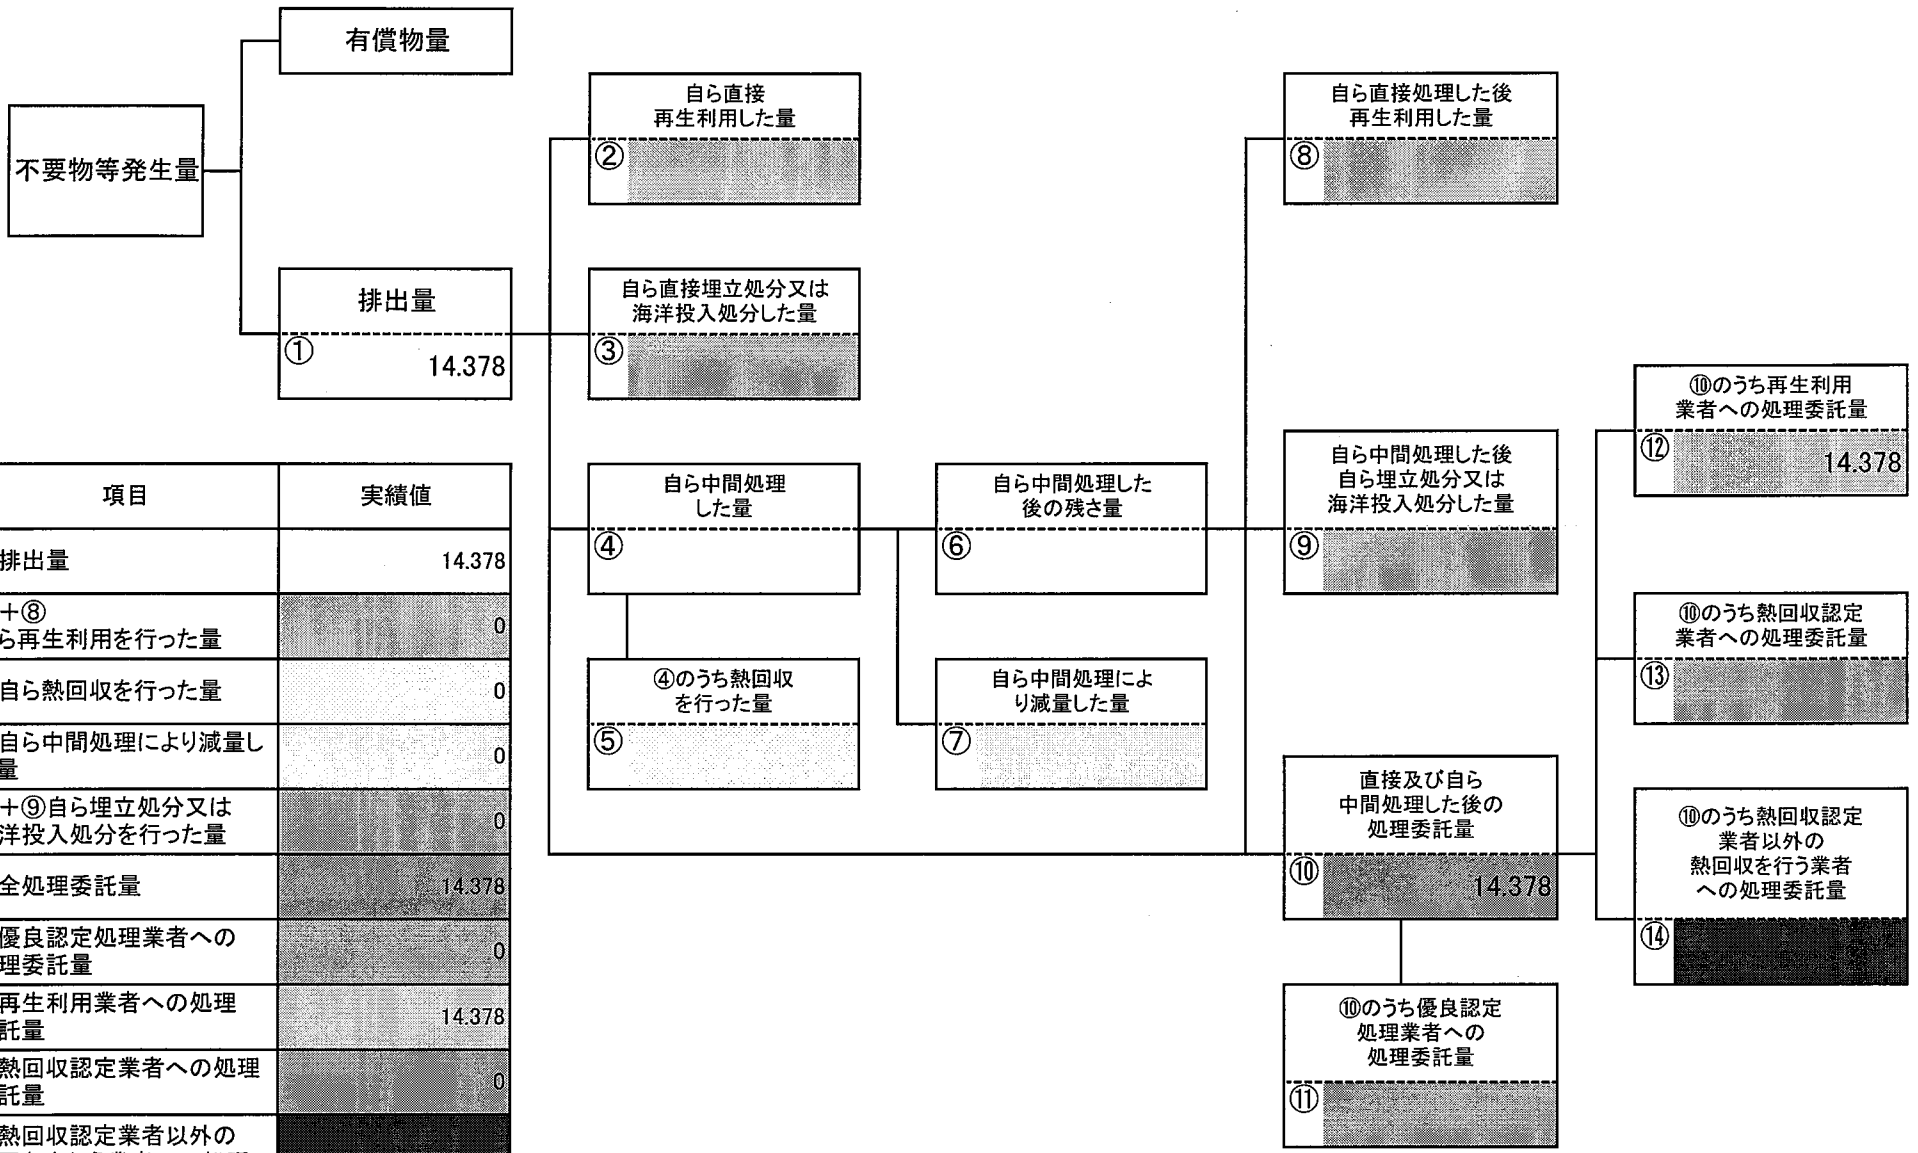 有償物量
不要物等発生量
排出量
①
14.378
自ら直接
再生利用した量
②
自ら直接埋立処分又は
海洋投入処分した量
③
自ら中間処理
した量
④
④のうち熱回収
を行った量
⑤
自ら中間処理した
後の残さ量
⑥
自ら中間処理によ
り減量した量
⑦
自ら直接処理した後
再生利用した量
⑧
自ら中間処理した後
自ら埋立処分又は
海洋投入処分した量
⑨
直接及び自ら
中間処理した後の
処理委託量
⑩
14.378
⑩のうち優良認定
処理業者への
処理委託量
⑪
⑩のうち再生利用
業者への処理委託量
⑫
14.378
⑩のうち熱回収認定
業者への処理委託量
⑬
⑩のうち熱回収認定
業者以外の
熱回収を行う業者
への処理委託量
⑭
項目 実績値
排出量 14.378
+⑧
ら再生利用を行った量 0
自ら熱回収を行った量 0
自ら中間処理により減量し
量 0
+⑨自ら埋立処分又は
洋投入処分を行った量 0
全処理委託量 14.378
優良認定処理業者への
理委託量 0
再生利用業者への処理
託量 14.378
熱回収認定業者への処理
託量 0
熱回収認定業者以外の